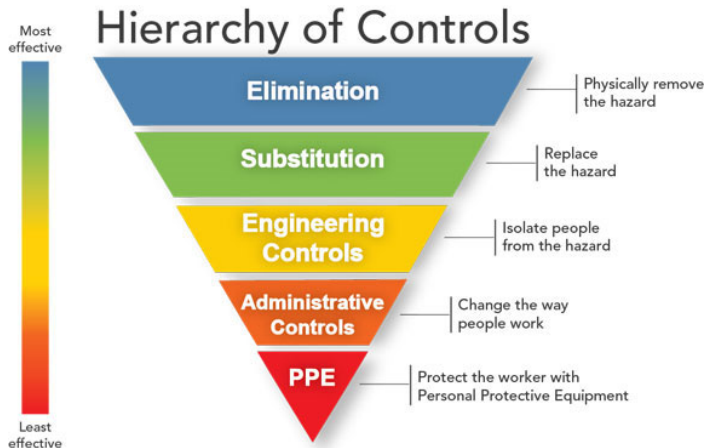 Hierarchy of Controls
Most
effective
Elimination
Physically remove
the hazard
Substitution
Replace
the hazard
Engineering
Controls
Isolate people
from the hazard
Administrative
Controls
Change the way
people work
PPE
Protect the worker with
Personal Protective Equipment
Least
effective